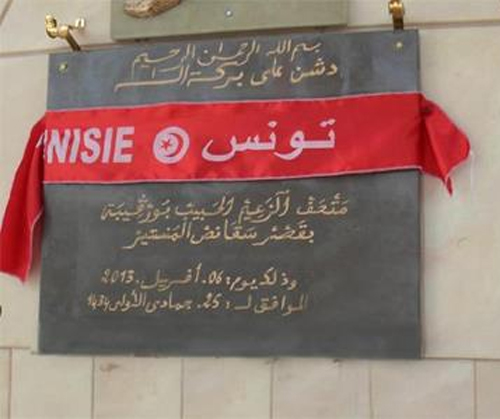 بسم الله الرحمن الرحيم
دشن على بركة الله
NISIE تونس
متحف الزعيم الحبيب بورقيبة
بقصر سقانص المنستير
وذلك يوم: 06. أفريل. 2013
الموافق لـ: 25. جمادى الأولى 1434